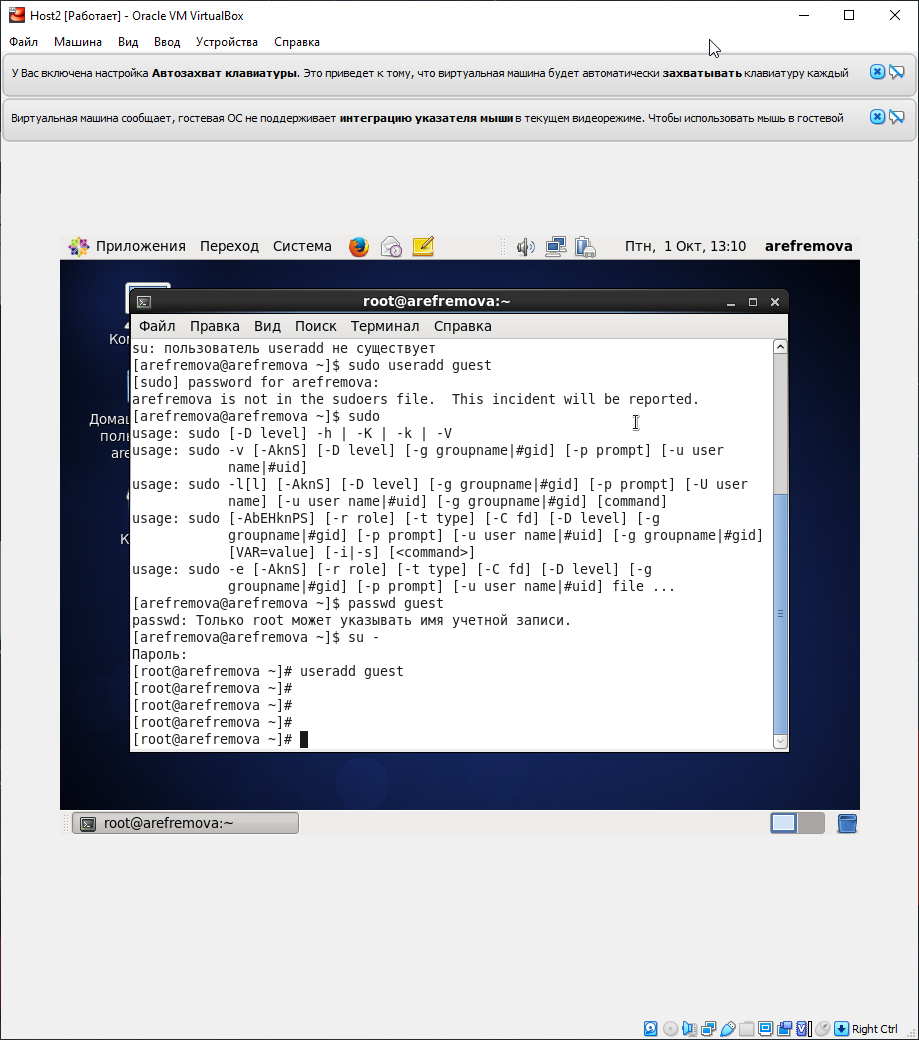 Host2 [Работает] - Oracle VM VirtualBox
Файл Машина Вид Ввод Устройства Справка
У Вас включена настройка Автозахват клавиатуры. Это приведет к тому, что виртуальная машина будет автоматически захватывать клавиатуру каждый
Виртуальная машина сообщает, гостевая ОС не поддерживает интеграцию указателя мыши в текущем видеорежиме. Чтобы использовать мышь в гостевой
Приложения Переход Система Птн, 1 Окт, 13:10 arefremova
root@arefremova:~
Файл Правка Вид Поиск Терминал Справка
su: пользователь useradd не существует
[arefremova@arefremova ~]$ sudo useradd guest
[sudo] password for arefremova:
arefremova is not in the sudoers file.  This incident will be reported.
[arefremova@arefremova ~]$ sudo
usage: sudo [-D level] -h | -K | -k | -V
usage: sudo -v [-AknS] [-D level] [-g groupname|#gid] [-p prompt] [-u user
name|#uid]
usage: sudo -l[l] [-AknS] [-D level] [-g groupname|#gid] [-p prompt] [-U user
name] [-u user name|#uid] [-g groupname|#gid] [command]
usage: sudo [-AbEHknPS] [-r role] [-t type] [-C fd] [-D level] [-g
groupname|#gid] [-p prompt] [-u user name|#uid] [-g groupname|#gid]
[VAR=value] [-i|-s] [<command>]
usage: sudo -e [-AknS] [-r role] [-t type] [-C fd] [-D level] [-g
groupname|#gid] [-p prompt] [-u user name|#uid] file ...
[arefremova@arefremova ~]$ passwd guest
passwd: Только root может указывать имя учетной записи.
[arefremova@arefremova ~]$ su -
Пароль:
[root@arefremova ~]# useradd guest
[root@arefremova ~]#
[root@arefremova ~]#
[root@arefremova ~]#
[root@arefremova ~]#
root@arefremova:~
Right Ctrl